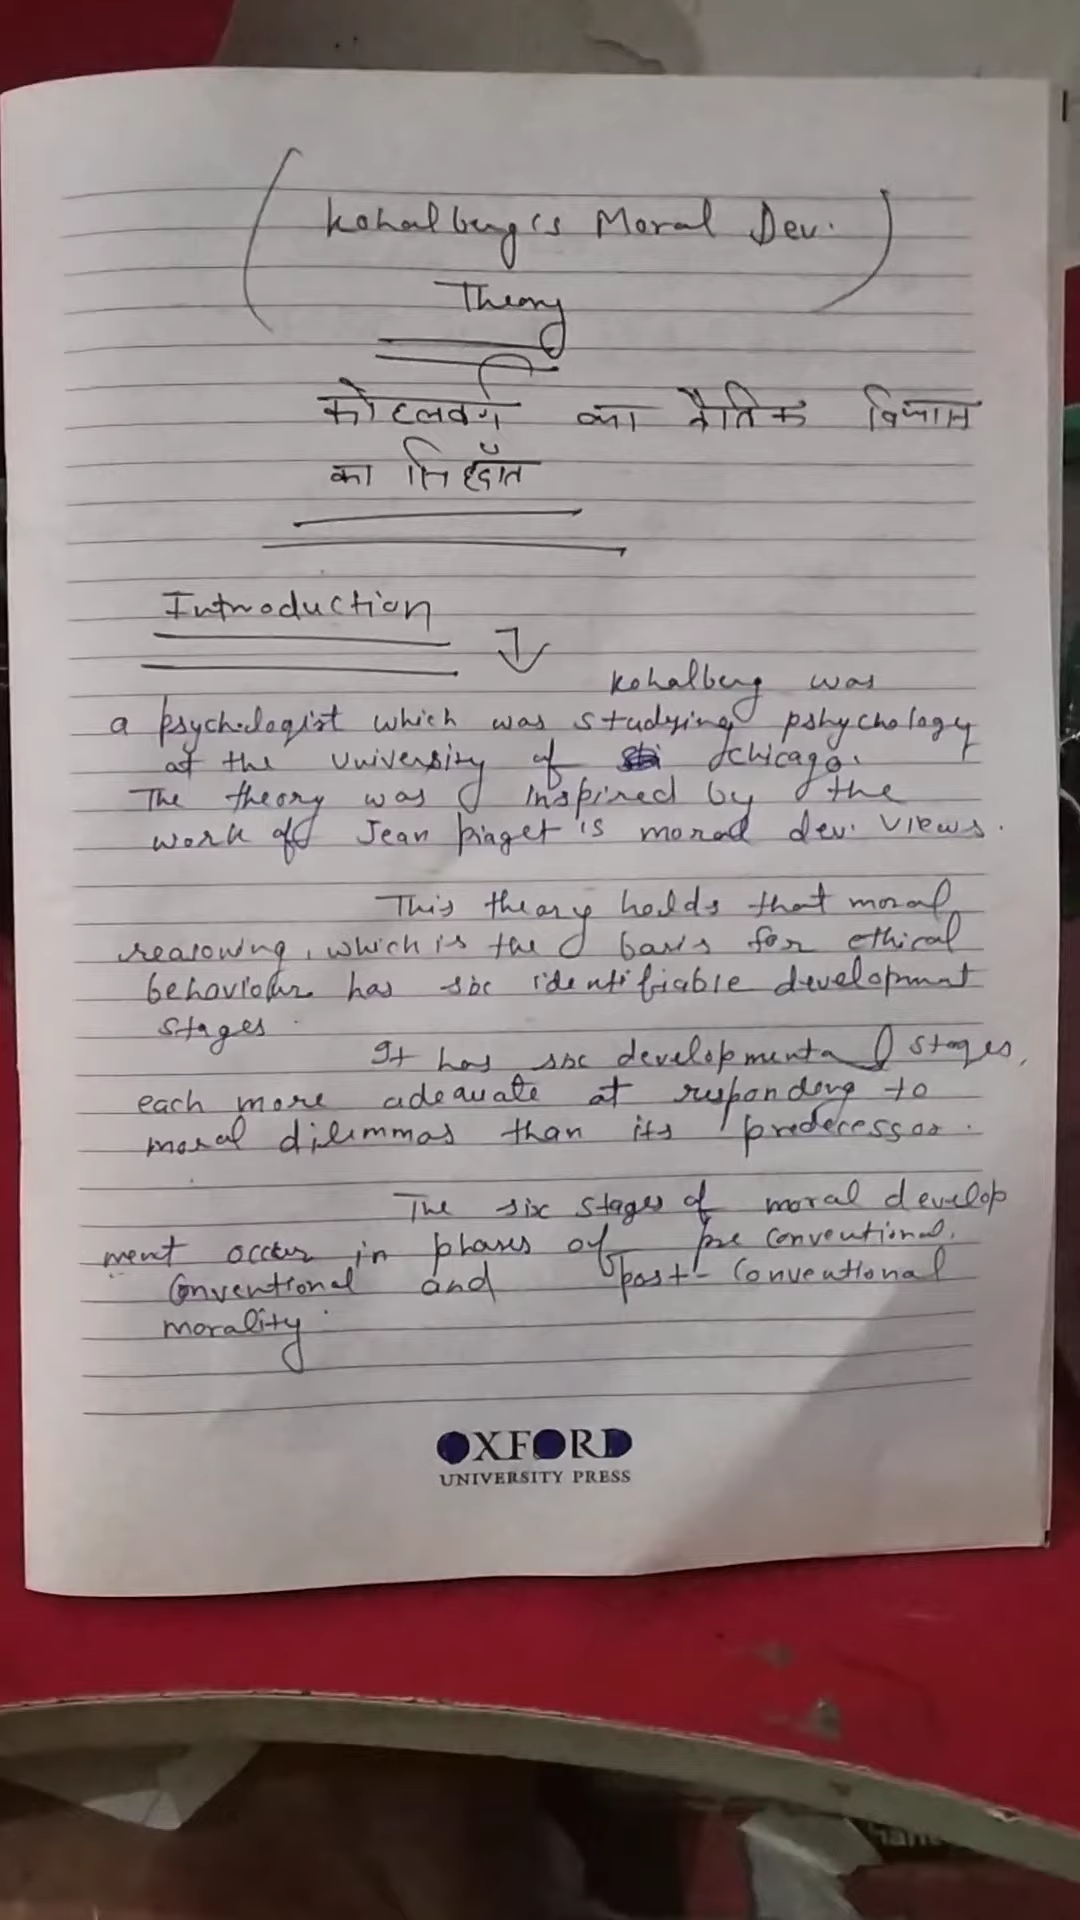 Kohalberg's Moral Dev.
Theory
कोहलबर्ग का नैतिक विकास
का सिद्दाँत
Introduction
Kohalberg was
a psychologist which was studying pshychology
at the University of Chicago.
The theory was inspired by the
work of Jean piaget's moral dev. views.
This theory holds that moral
reasoning, which is the basis for ethical
behaviour has six identifiable developmnt
stages.
It has six developmental stages,
each more adequate at responding to
moral dilemmas than its predecessor.
The six stages of moral develop
ment occur in phases of pre conventional,
Conventional and post-conventional
morality.
OXFORD
UNIVERSITY PRESS